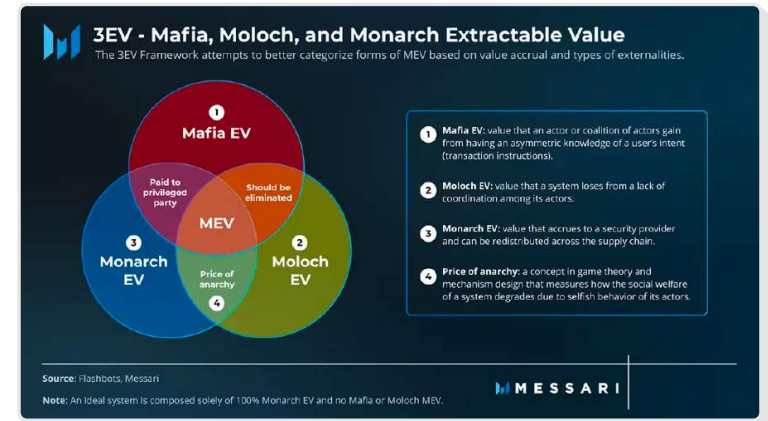 3EV - Mafia, Moloch, and Monarch Extractable Value
The 3EV Framework attempts to better categorize forms of MEV based on value accrual and types of externalities.
1
Mafia EV
Paid to
privileged
party
Should be
eliminated
MEV
3
Monarch
EV
2
Moloch
EV
Price of
anarchy
4
1 Mafia EV: value that an actor or coalition of actors gain
from having an asymmetric knowledge of a user's intent
(transaction instructions).
2 Moloch EV: value that a system loses from a lack of
coordination among its actors.
3 Monarch EV: value that accrues to a security provider
and can be redistributed across the supply chain.
4 Price of anarchy: a concept in game theory and
mechanism design that measures how the social welfare
of a system degrades due to selfish behavior of its actors.
Source: Flashbots, Messari
Note: An ideal system is composed solely of 100% Monarch EV and no Mafia or Moloch MEV.
MESSARI